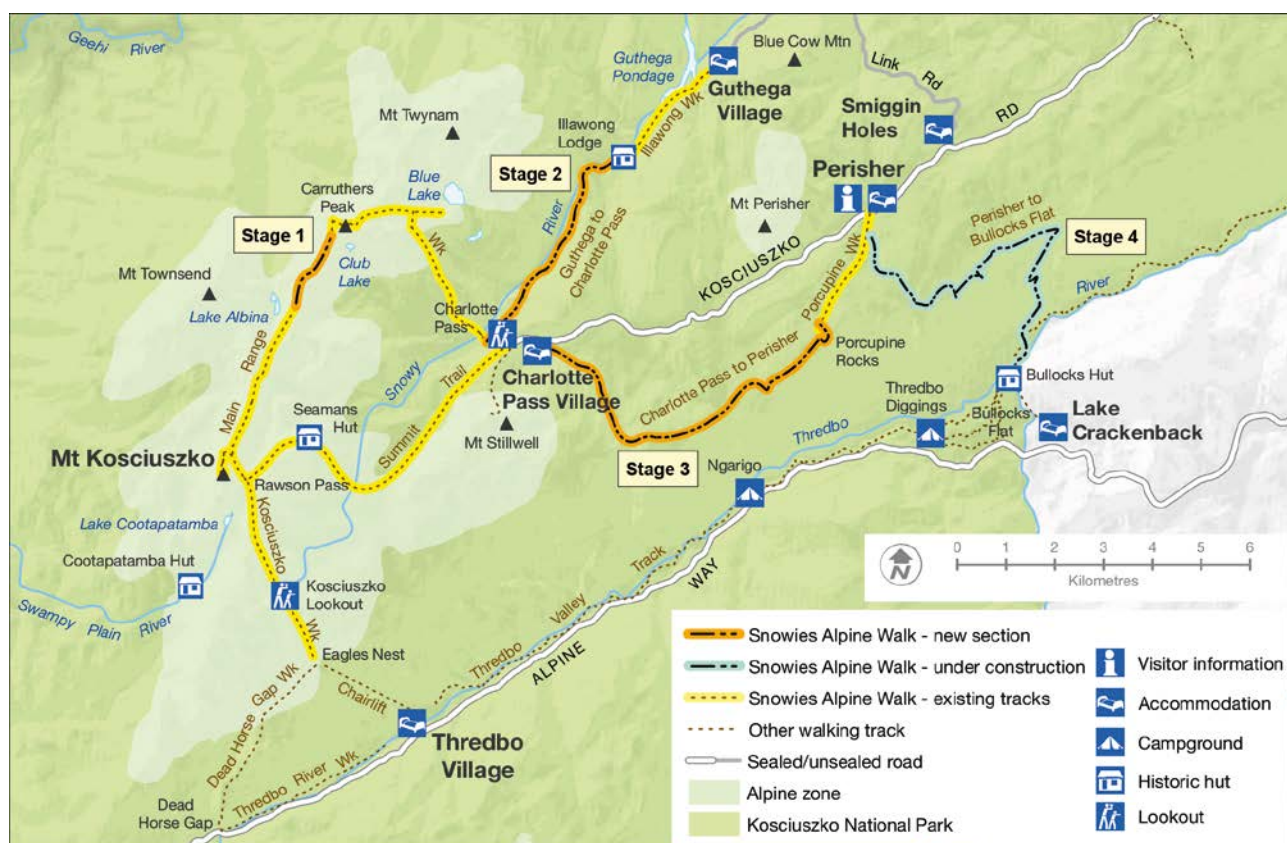 Geehi River
Guthega
Pondage
Blue Cow Mtn
Link Rd
Guthega
Village
Smiggin
Holes
RD
Mt Twynam
Illawong
Lodge
Illawong Wk
Stage 2
Perisher
Blue
Lake
Carruthers
Peak
Stage 1
River
Guthega to
Charlotte Pass
Mt Perisher
Perisher to
Bullocks Flat
Stage 4
Wk
Club
Lake
KOSCIUSZKO
Porcupine Wk
River
Mt Townsend
Lake Albina
Charlotte
Pass
Porcupine
Rocks
Main Range
Snowy
Charlotte
Pass Village
Charlotte Pass to Perisher
Bullocks Hut
Seamans
Hut
Summit Trail
Mt Stillwell
Thredbo
Diggings
Bullocks
Flat
Lake
Crackenback
Thredbo
Stage 3
Mt Kosciuszko
Rawson Pass
Ngarigo
Lake Cootapatamba
Kosciuszko Wk
Cootapatamba Hut
Kosciuszko
Lookout
Swampy Plain River
Thredbo Valley Track
ALPINE WAY
Eagles Nest
Chairlift
Dead Horse Gap Wk
Thredbo
Village
Thredbo River Wk
Dead
Horse Gap
N
0 1 2 3 4 5 6
Kilometres
Snowies Alpine Walk - new section
Snowies Alpine Walk - under construction
Snowies Alpine Walk - existing tracks
Other walking track
Sealed/unsealed road
Alpine zone
Kosciuszko National Park
Visitor information
Accommodation
Campground
Historic hut
Lookout